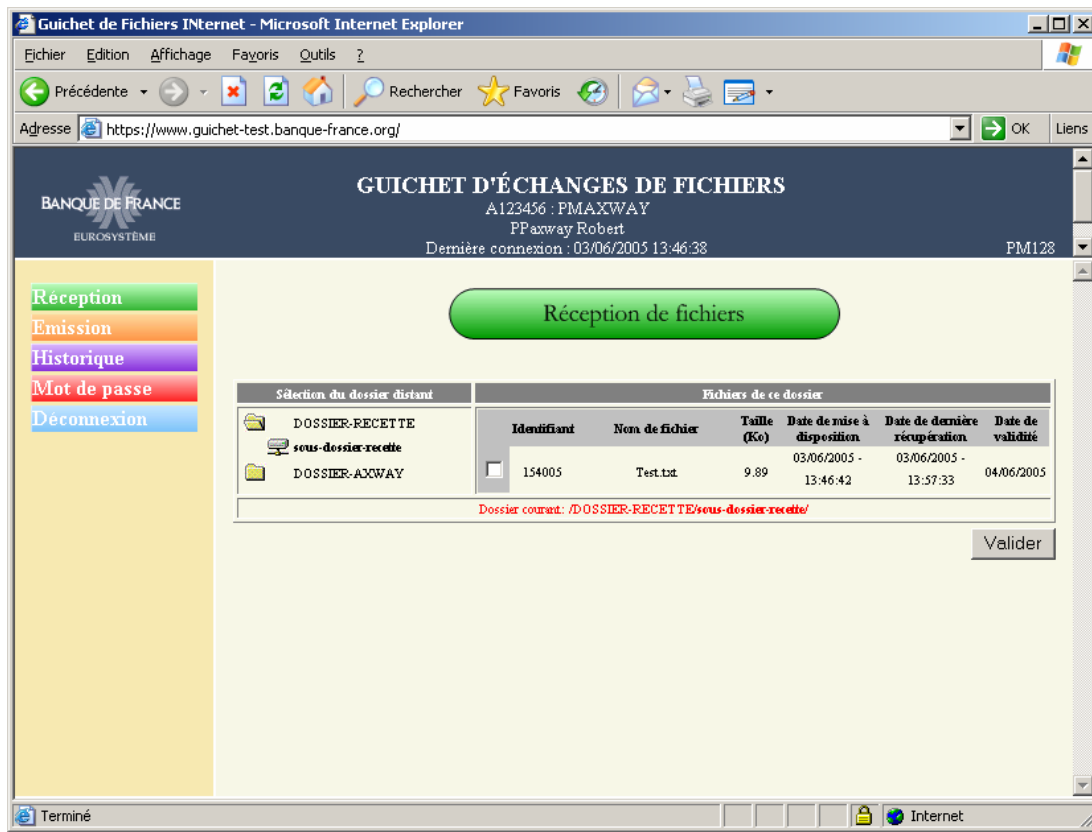 Guichet de Fichiers INternet - Microsoft Internet Explorer
Fichier Edition Affichage Favoris Outils ?
Précédente Rechercher Favoris
Adresse https://www.guichet-test.banque-france.org/ OK Liens
BANQUE DE FRANCE
EUROSYSTÈME
GUICHET D'ÉCHANGES DE FICHIERS
A123456 : PMAXWAY
PPaxway Robert
Dernière connexion : 03/06/2005 13:46:38
PM128
Réception
Emission
Historique
Mot de passe
Déconnexion
Réception de fichiers
Sélection du dossier distant
DOSSIER-RECETTE
sous-dossier-recette
DOSSIER-AXWAY
Fichiers de ce dossier
Identifiant Nom de fichier Taille (Ko) Date de mise à disposition Date de dernière récupération Date de validité
154005 Test.txt 9.89 03/06/2005 - 13:46:42 03/06/2005 - 13:57:33 04/06/2005
Dossier courant: /DOSSIER-RECETTE/sous-dossier-recette/
Valider
Terminé Internet